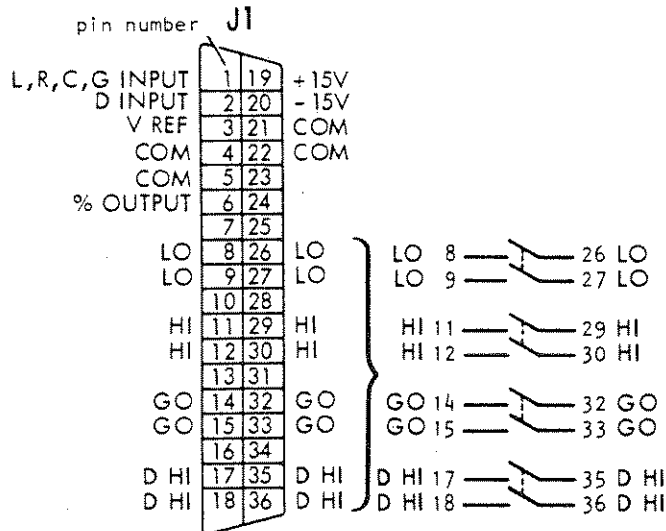 pin number J1
L,R,C,G INPUT 1 19 +15V
D INPUT 2 20 -15V
V REF 3 21 COM
COM 4 22 COM
COM 5 23
% OUTPUT 6 24
7 25
LO 8 26 LO LO 8 26 LO
LO 9 27 LO LO 9 27 LO
10 28
HI 11 29 HI HI 11 29 HI
HI 12 30 HI HI 12 30 HI
13 31
GO 14 32 GO GO 14 32 GO
GO 15 33 GO GO 15 33 GO
16 34
D HI 17 35 D HI D HI 17 35 D HI
D HI 18 36 D HI D HI 18 36 D HI